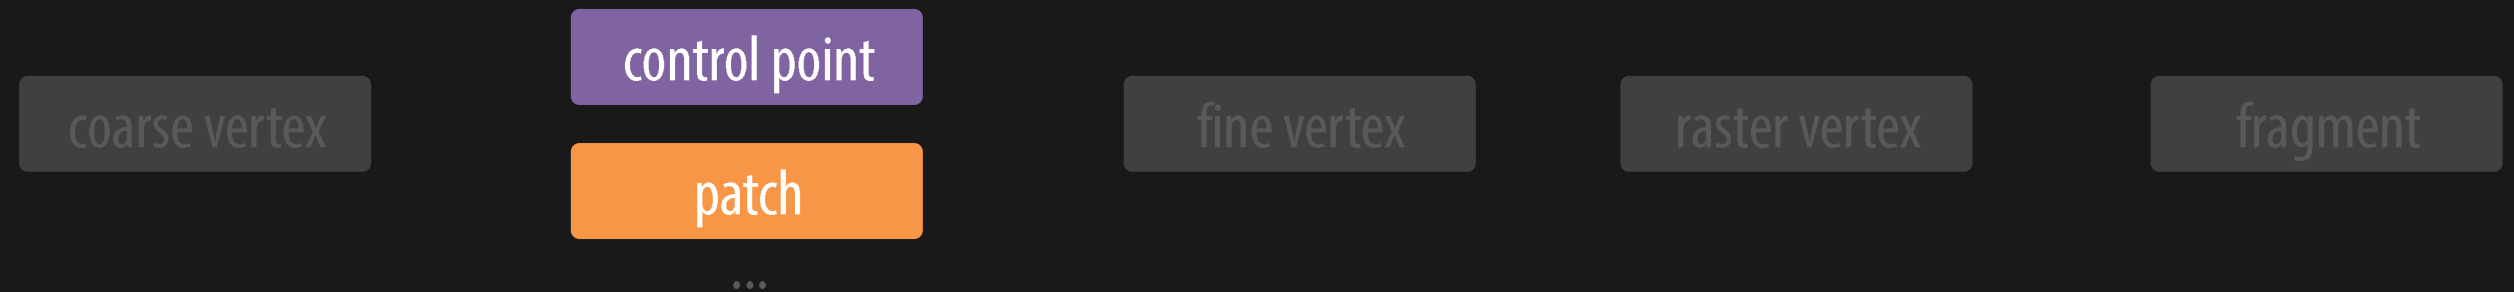 coarse vertex
control point
patch
...
fine vertex
raster vertex
fragment